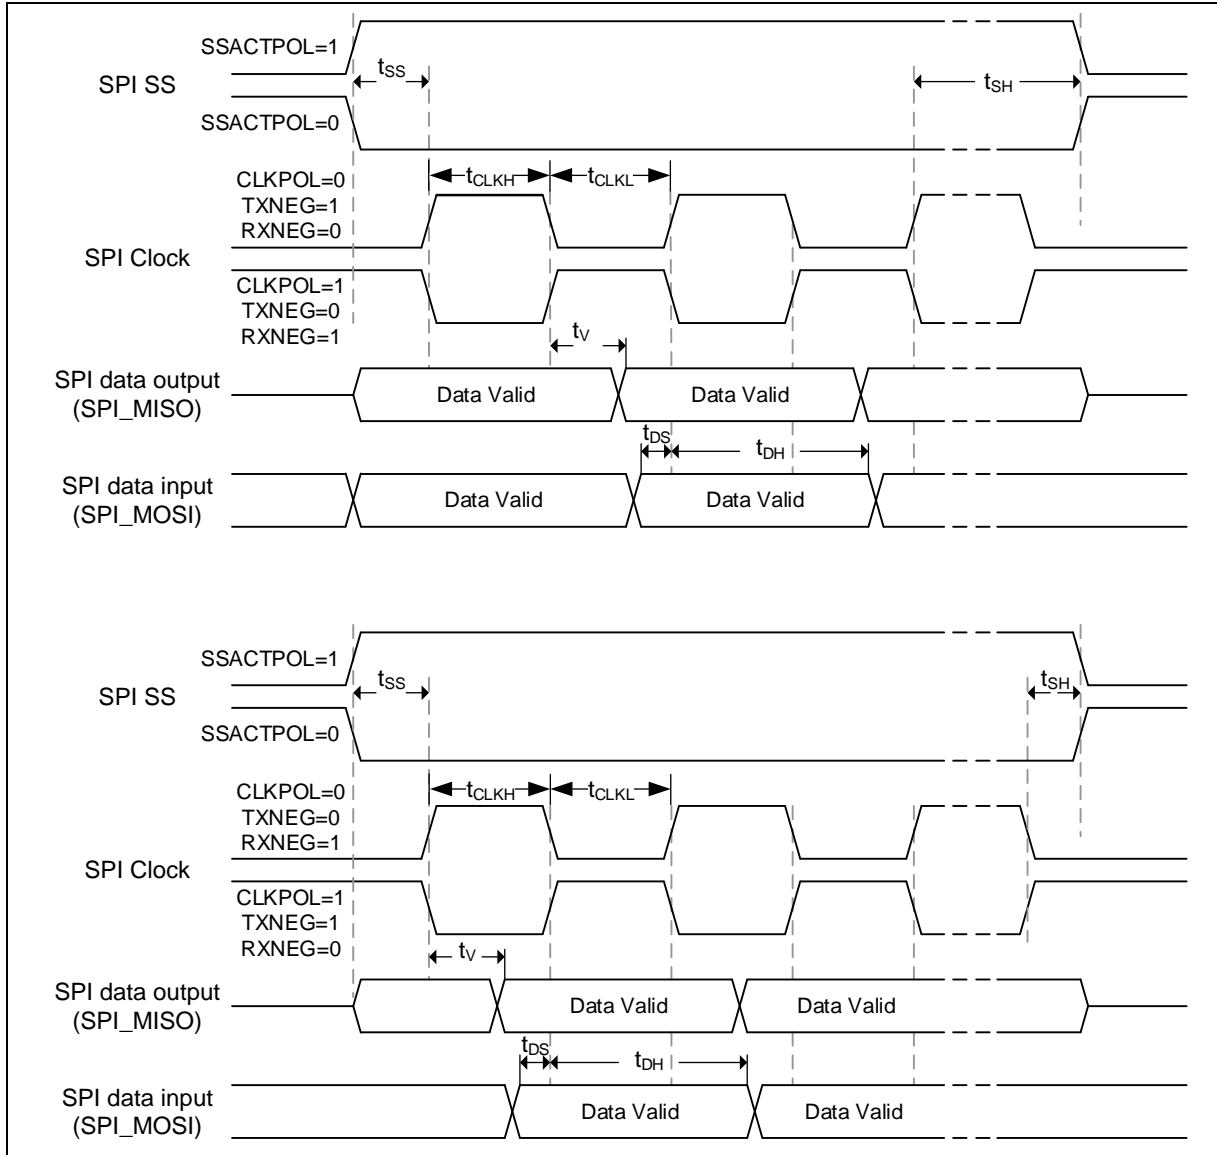 SSACTPOL=1
SPI SS
tSS
tSH
SSACTPOL=0
CLKPOL=0
TXNEG=1
RXNEG=0
tCLKH
tCLKL
SPI Clock
CLKPOL=1
TXNEG=0
RXNEG=1
tV
SPI data output
(SPI_MISO)
Data Valid
Data Valid
tDS
tDH
SPI data input
(SPI_MOSI)
Data Valid
Data Valid
SSACTPOL=1
SPI SS
tSS
tSH
SSACTPOL=0
CLKPOL=0
TXNEG=0
RXNEG=1
tCLKH
tCLKL
SPI Clock
CLKPOL=1
TXNEG=1
RXNEG=0
tV
SPI data output
(SPI_MISO)
Data Valid
Data Valid
tDS
tDH
SPI data input
(SPI_MOSI)
Data Valid
Data Valid